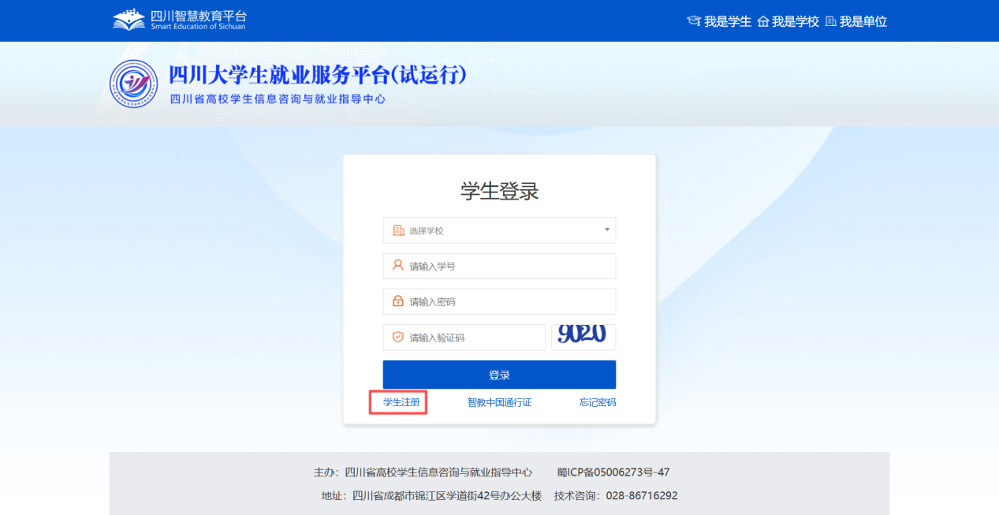 四川智慧教育平台
Smart Education of Sichuan
我是学生 我是学校 我是单位
四川大学生就业服务平台(试运行)
四川省高校学生信息咨询与就业指导中心
学生登录
选择学校
请输入学号
请输入密码
请输入验证码 9020
登录
学生注册 智教中国通行证 忘记密码
主办：四川省高校学生信息咨询与就业指导中心 蜀ICP备05006273号-47
地址：四川省成都市锦江区学道街42号办公大楼 技术咨询：028-86716292